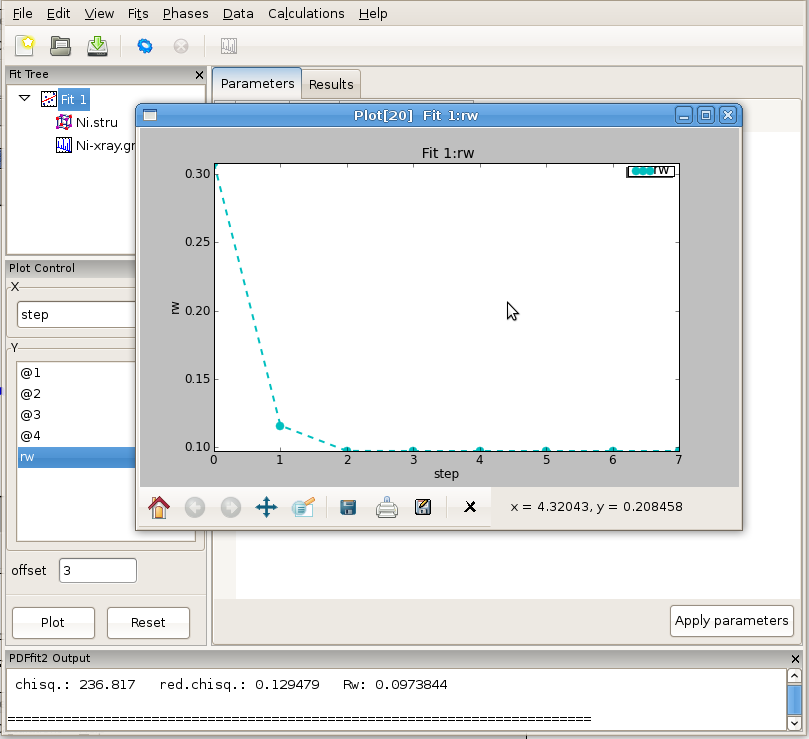 File Edit View Fits Phases Data Calculations Help
Fit Tree
Fit 1
Ni.stru
Ni-xray.gr
Parameters Results
Plot[20] Fit 1:rw
Fit 1:rw
rw
0.30
0.25
0.20
0.15
0.10
rw
0 1 2 3 4 5 6 7
step
x = 4.32043, y = 0.208458
Plot Control
X
step
Y
@1
@2
@3
@4
rw
offset 3
Plot Reset
Apply parameters
PDFfit2 Output
chisq.: 236.817 red.chisq.: 0.129479 Rw: 0.0973844
=========================================================================